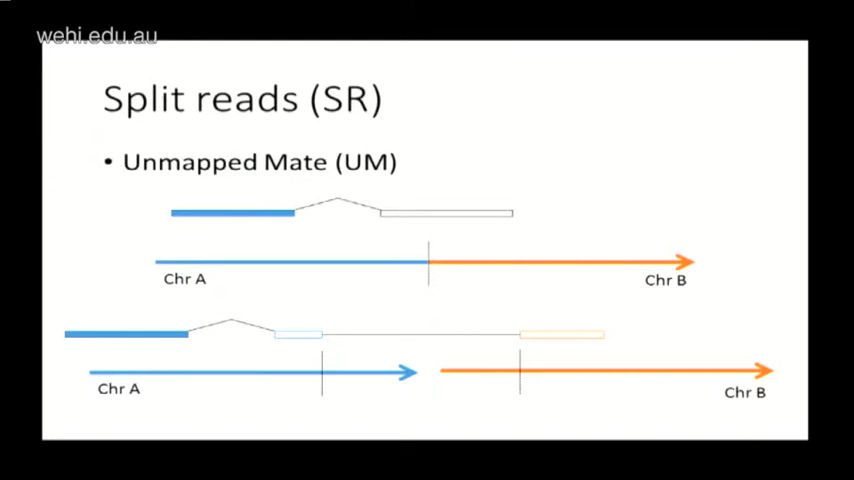 wehi.edu.au
Split reads (SR)
• Unmapped Mate (UM)
Chr A
Chr B
Chr A
Chr B